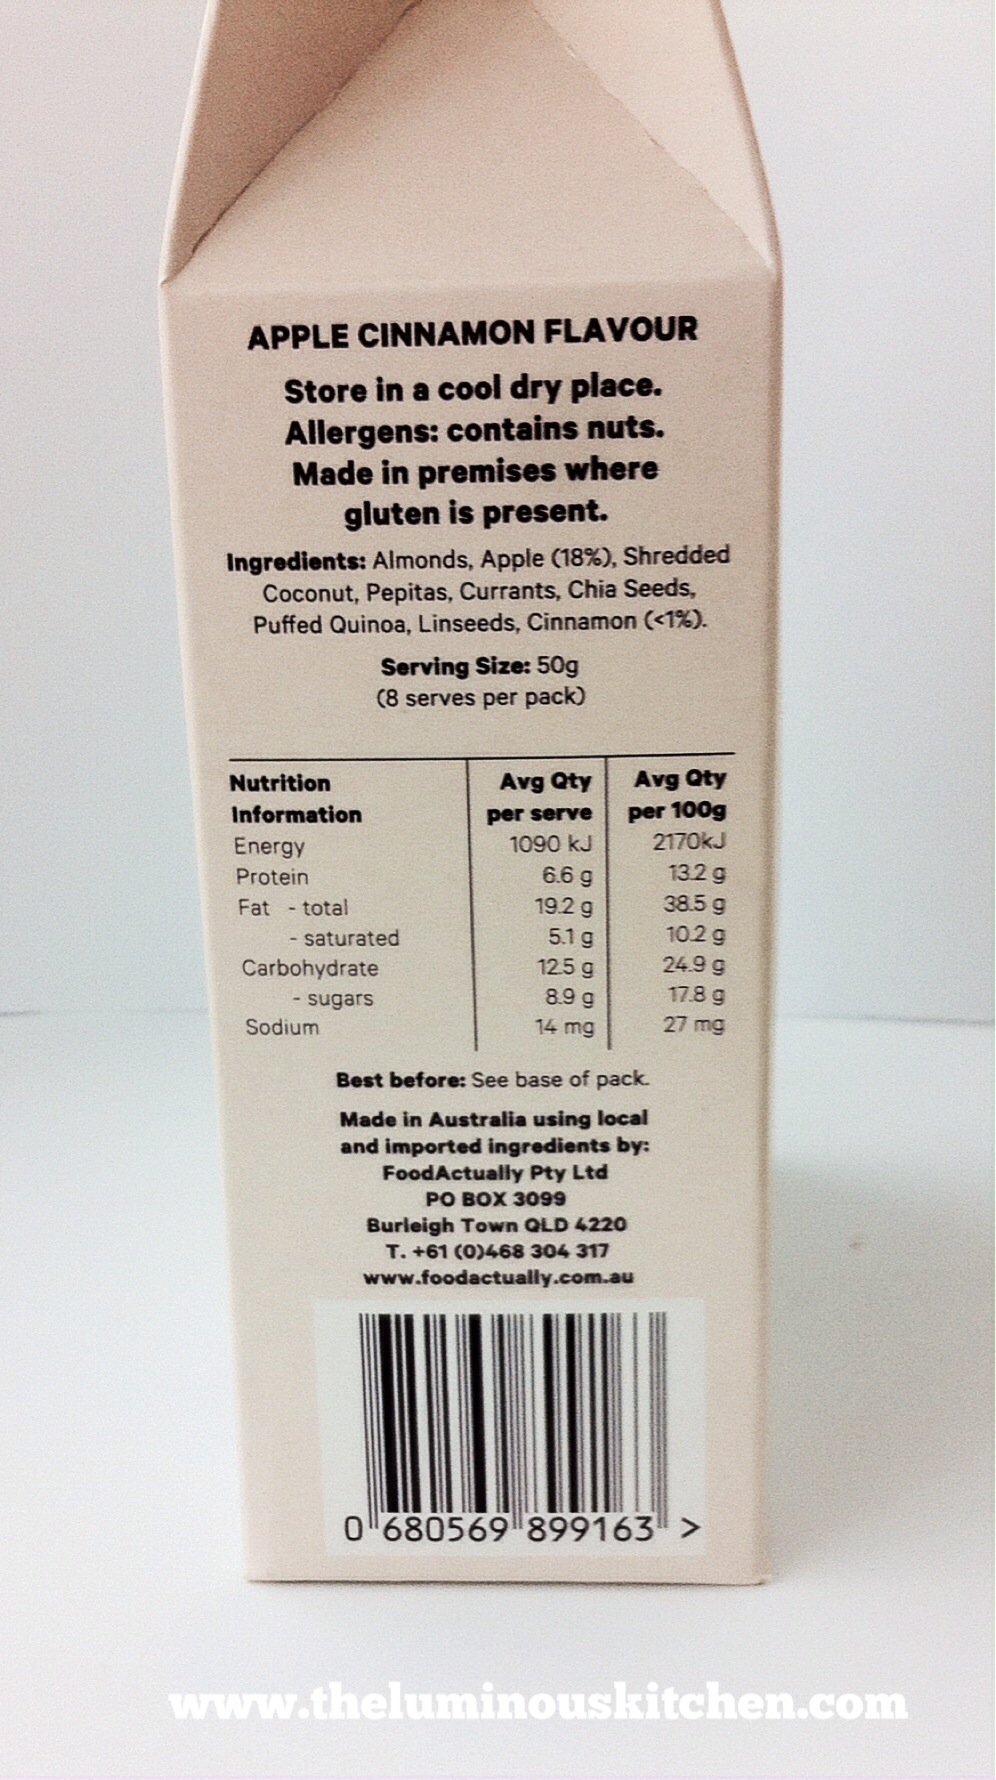 APPLE CINNAMON FLAVOUR
Store in a cool dry place.
Allergens: contains nuts.
Made in premises where
gluten is present.
Ingredients: Almonds, Apple (18%), Shredded
Coconut, Pepitas, Currants, Chia Seeds,
Puffed Quinoa, Linseeds, Cinnamon (<1%).
Serving Size: 50g
(8 serves per pack)
Nutrition Avg Qty Avg Qty
Information per serve per 100g
Energy 1090 kJ 2170kJ
Protein 6.6 g 13.2 g
Fat - total 19.2 g 38.5 g
- saturated 5.1 g 10.2 g
Carbohydrate 12.5 g 24.9 g
- sugars 8.9 g 17.8 g
Sodium 14 mg 27 mg
Best before: See base of pack.
Made in Australia using local
and imported ingredients by:
FoodActually Pty Ltd
PO BOX 3099
Burleigh Town QLD 4220
T. +61 (0)468 304 317
www.foodactually.com.au
0 680569 899163 >
www.theluminouskitchen.com